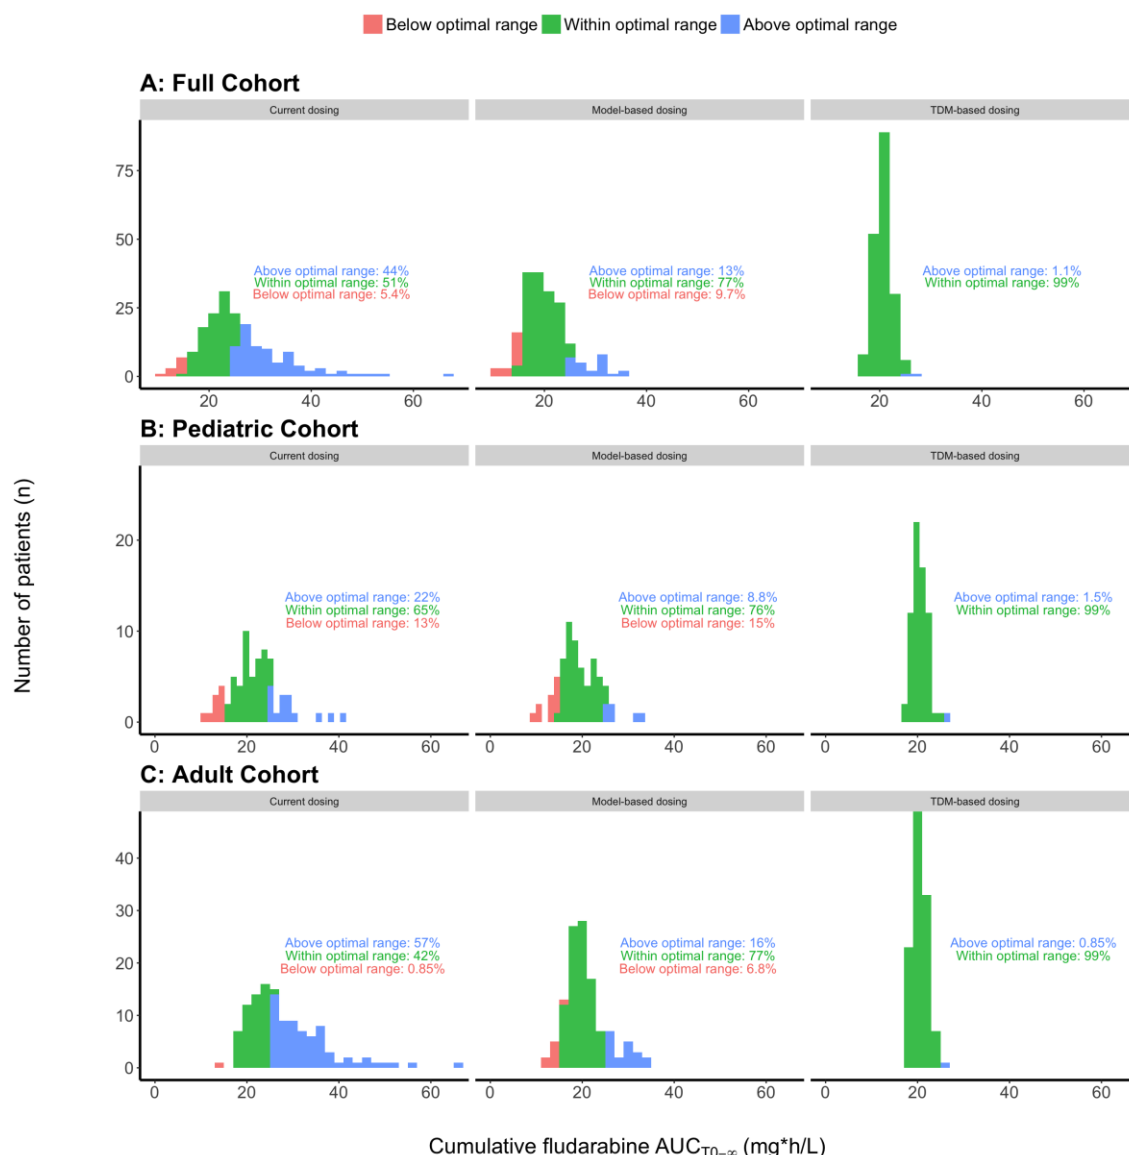 Below optimal range Within optimal range Above optimal range
A: Full Cohort
Current dosing Model-based dosing TDM-based dosing
75
50
25
0
Above optimal range: 44%
Within optimal range: 51%
Below optimal range: 5.4%
Above optimal range: 13%
Within optimal range: 77%
Below optimal range: 9.7%
Above optimal range: 1.1%
Within optimal range: 99%
20 40 60 20 40 60 20 40 60
B: Pediatric Cohort
Current dosing Model-based dosing TDM-based dosing
20
10
0
Above optimal range: 22%
Within optimal range: 65%
Below optimal range: 13%
Above optimal range: 8.8%
Within optimal range: 76%
Below optimal range: 15%
Above optimal range: 1.5%
Within optimal range: 99%
0 20 40 60 0 20 40 60 0 20 40 60
Number of patients (n)
C: Adult Cohort
Current dosing Model-based dosing TDM-based dosing
40
30
20
10
0
Above optimal range: 57%
Within optimal range: 42%
Below optimal range: 0.85%
Above optimal range: 16%
Within optimal range: 77%
Below optimal range: 6.8%
Above optimal range: 0.85%
Within optimal range: 99%
0 20 40 60 0 20 40 60 0 20 40 60
Cumulative fludarabine AUC T0–∞ (mg*h/L)